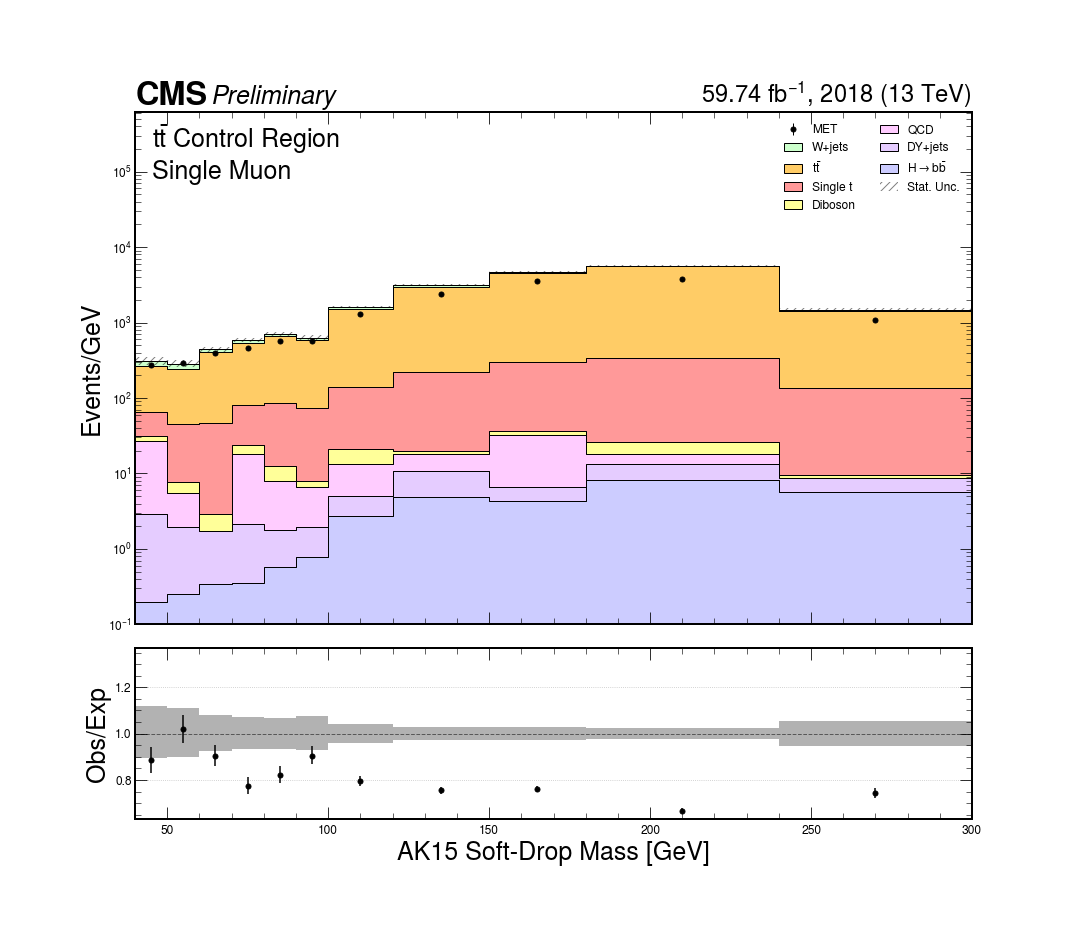 CMS Preliminary
59.74 fb⁻¹, 2018 (13 TeV)
tt̄ Control Region
Single Muon
MET
W+jets
tt̄
Single t
Diboson
QCD
DY+jets
H→bb̄
Stat. Unc.
Events/GeV
10⁵
10⁴
10³
10²
10¹
10⁰
10⁻¹
Obs/Exp
1.2
1.0
0.8
50 100 150 200 250 300
AK15 Soft-Drop Mass [GeV]